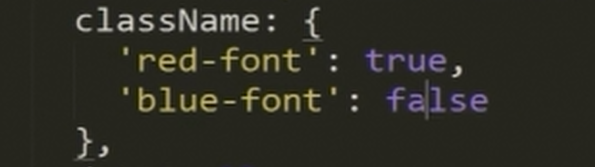 className: {
'red-font': true,
'blue-font': false
},